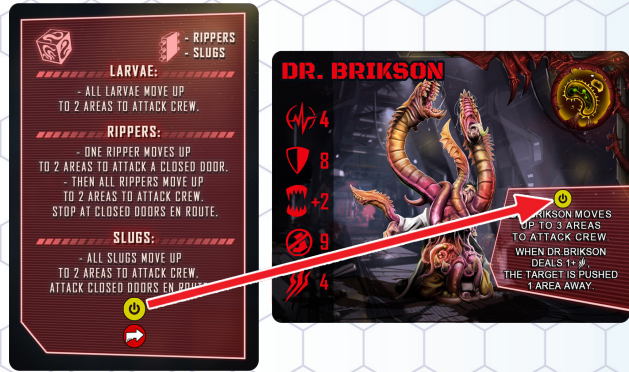 - RIPPERS
- SLUGS
LARVAE:
- ALL LARVAE MOVE UP
TO 2 AREAS TO ATTACK CREW.
RIPPERS:
- ONE RIPPER MOVES UP
TO 2 AREAS TO ATTACK A CLOSED DOOR.
- THEN ALL RIPPERS MOVE UP
TO 2 AREAS TO ATTACK CREW.
STOP AT CLOSED DOORS EN ROUTE.
SLUGS:
- ALL SLUGS MOVE UP
TO 2 AREAS TO ATTACK CREW.
ATTACK CLOSED DOORS EN
DR. BRIKSON
4
8
+2
9
4
MOVES
UP TO 3 AREAS
TO ATTACK CREW
WHEN DR.BRIKSON
DEALS 1+
THE TARGET IS PUSHED
1 AREA AWAY.